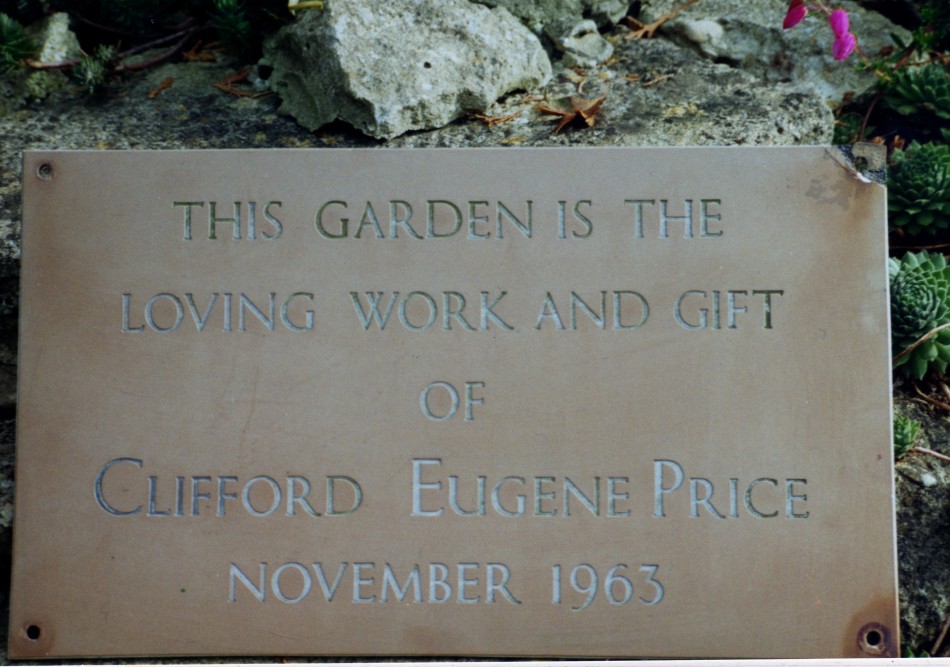 THIS GARDEN IS THE
LOVING WORK AND GIFT
OF
CLIFFORD EUGENE PRICE
NOVEMBER 1963